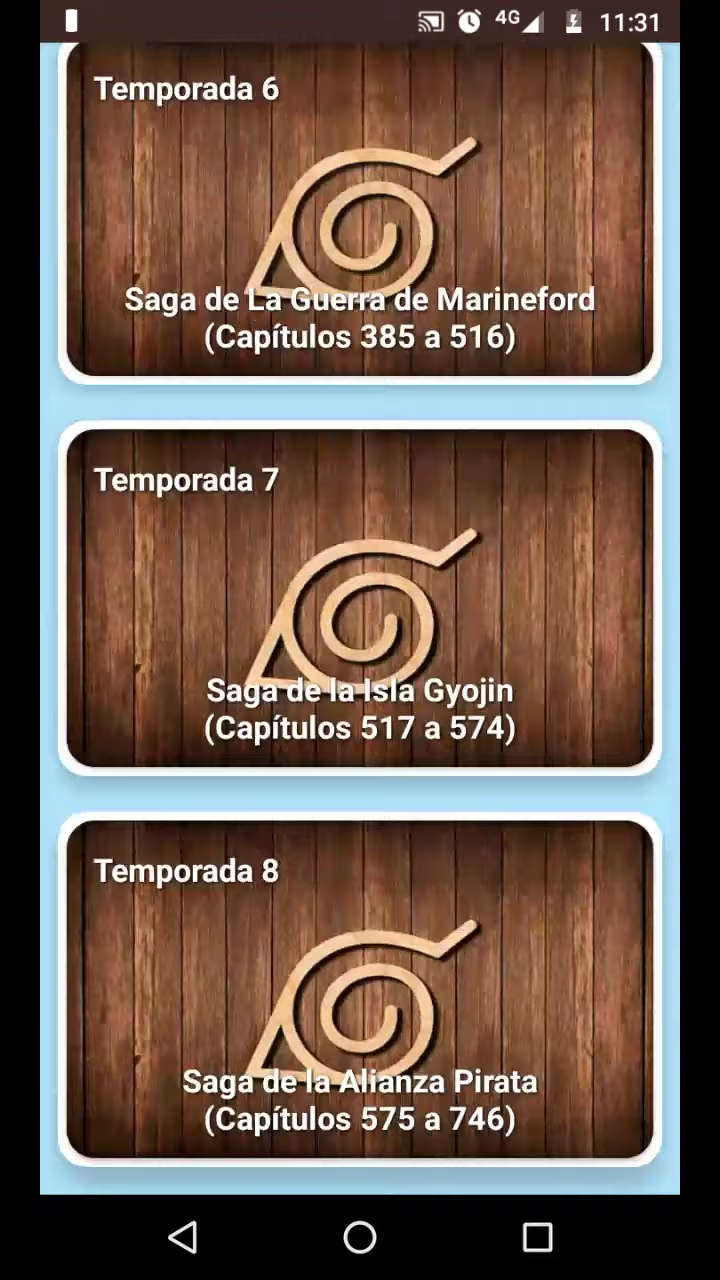 4G 11:31
Temporada 6
Saga de La Guerra de Marineford
(Capítulos 385 a 516)
Temporada 7
Saga de la Isla Gyojin
(Capítulos 517 a 574)
Temporada 8
Saga de la Alianza Pirata
(Capítulos 575 a 746)